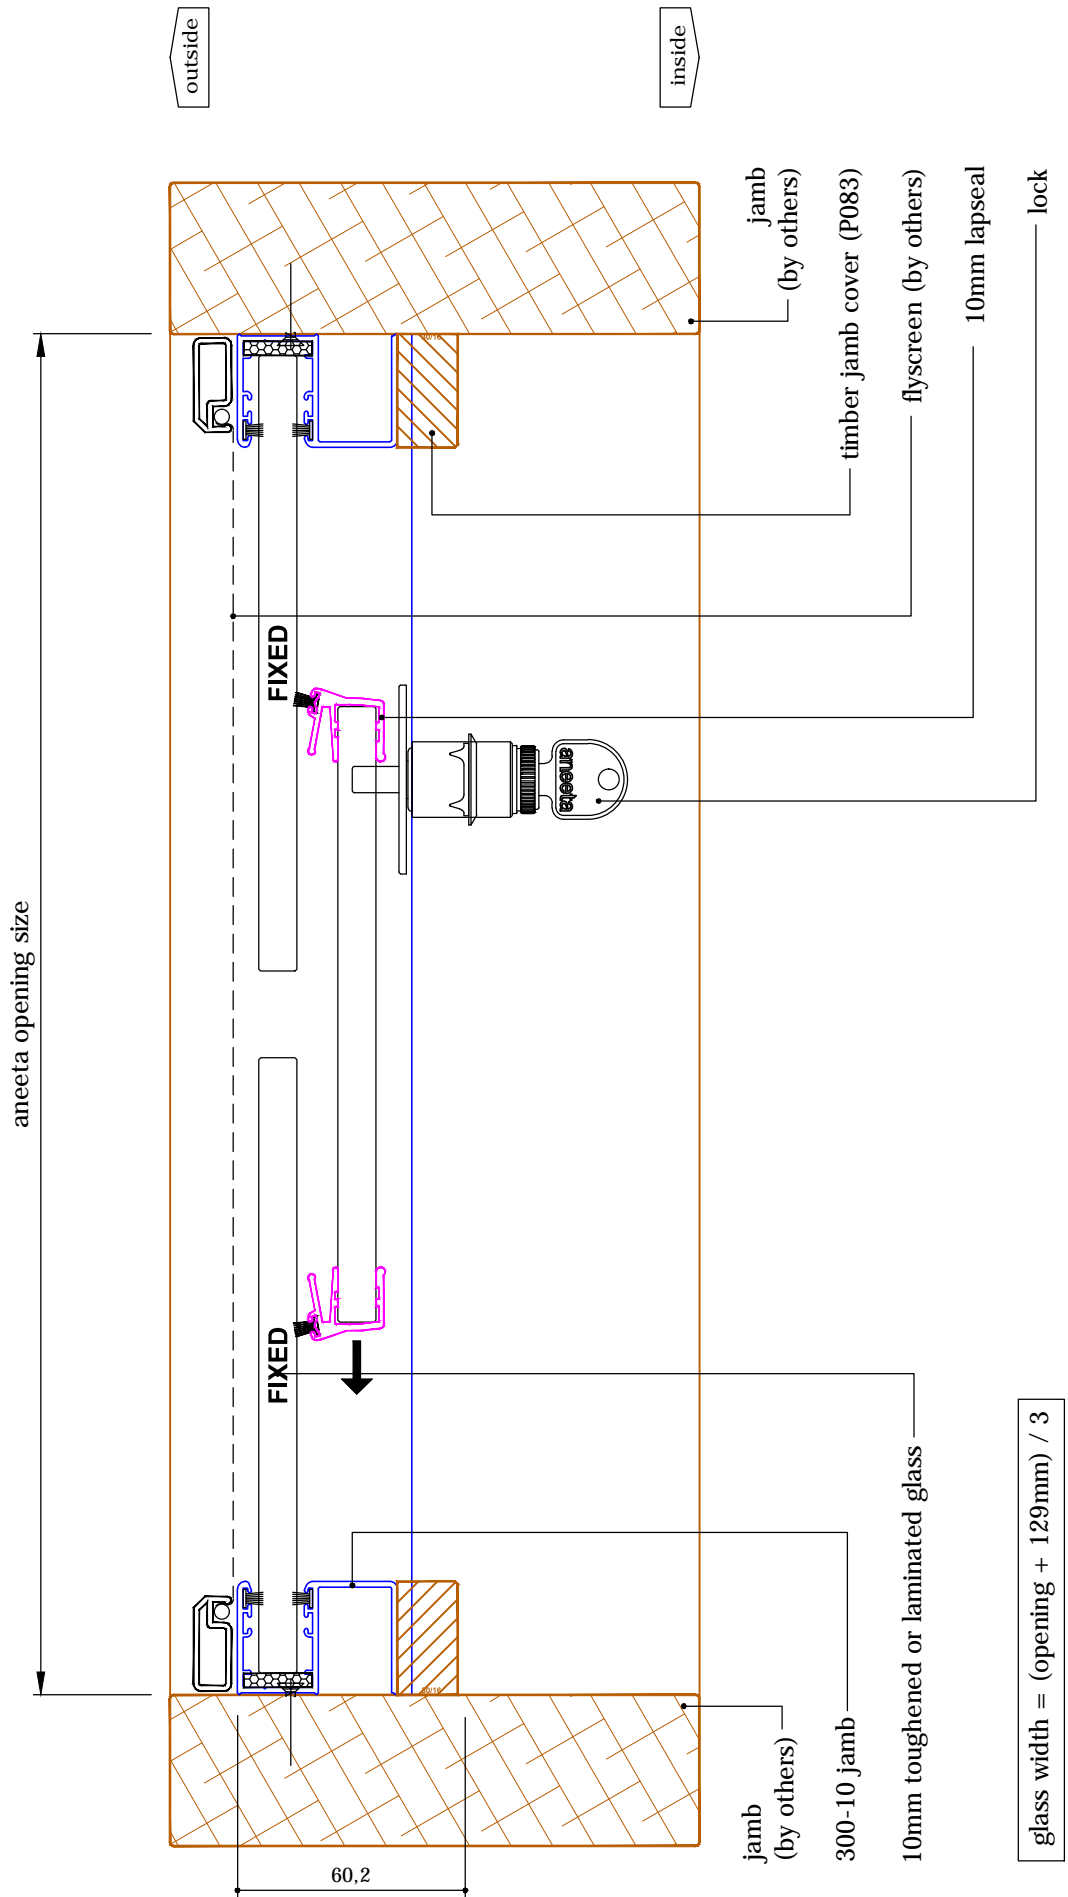 outside
inside
jamb
(by others)
timber jamb cover (P083)
flyscreen (by others)
10mm lapseal
lock
aneeta opening size
FIXED
aneeta
FIXED
jamb
(by others)
300-10 jamb
10mm toughened or laminated glass
glass width = (opening + 129mm) / 3
60,2